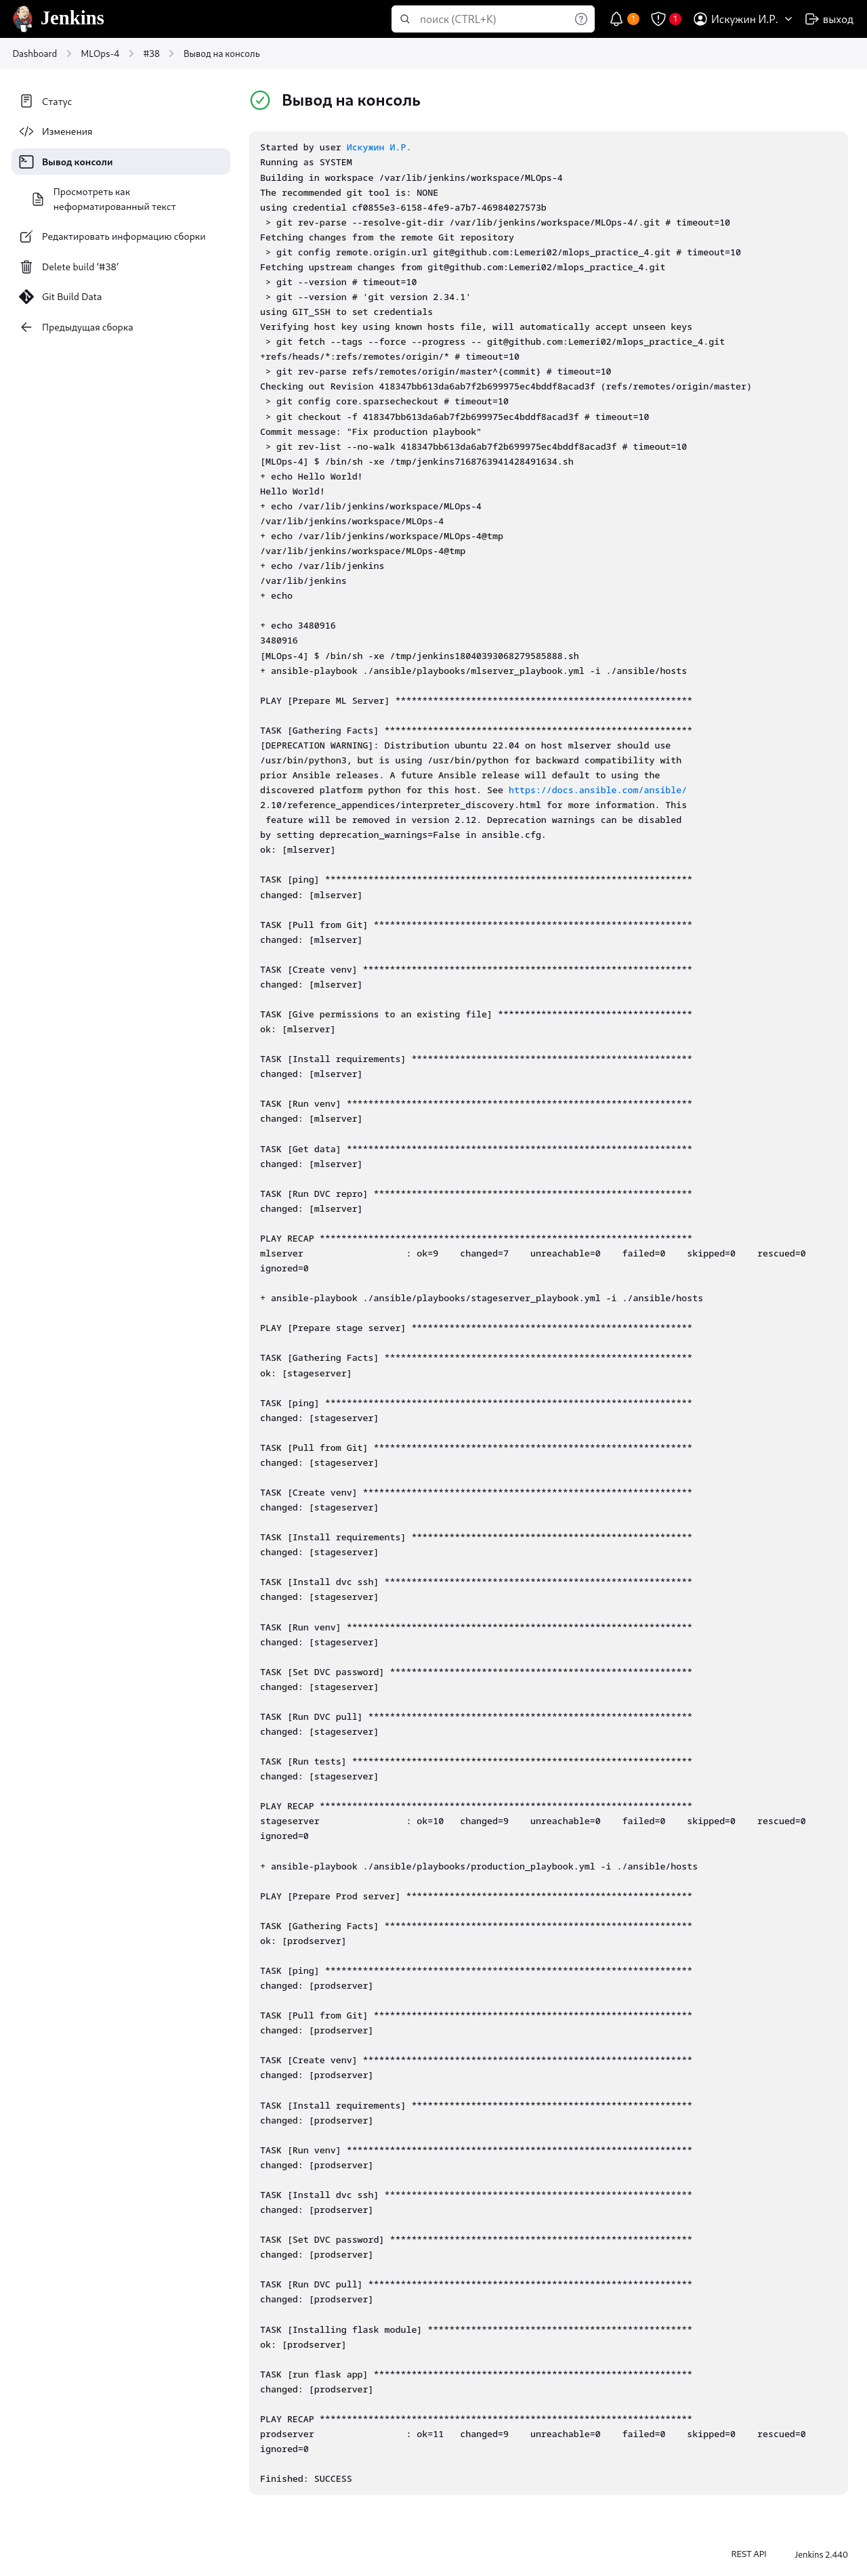 Jenkins
поиск (CTRL+K)
1
1
Искужин И.Р.
выход
Dashboard
MLOps-4
#38
Вывод на консоль
Статус
Изменения
Вывод консоли
Просмотреть как
неформатированный текст
Редактировать информацию сборки
Delete build '#38'
Git Build Data
Предыдущая сборка
Вывод на консоль
Started by user Искужин И.Р.
Running as SYSTEM
Building in workspace /var/lib/jenkins/workspace/MLOps-4
The recommended git tool is: NONE
using credential cf0855e3-6158-4fe9-a7b7-46984027573b
 > git rev-parse --resolve-git-dir /var/lib/jenkins/workspace/MLOps-4/.git # timeout=10
Fetching changes from the remote Git repository
 > git config remote.origin.url git@github.com:Lemeri02/mlops_practice_4.git # timeout=10
Fetching upstream changes from git@github.com:Lemeri02/mlops_practice_4.git
 > git --version # timeout=10
 > git --version # 'git version 2.34.1'
using GIT_SSH to set credentials
Verifying host key using known hosts file, will automatically accept unseen keys
 > git fetch --tags --force --progress -- git@github.com:Lemeri02/mlops_practice_4.git
+refs/heads/*:refs/remotes/origin/* # timeout=10
 > git rev-parse refs/remotes/origin/master^{commit} # timeout=10
Checking out Revision 418347bb613da6ab7f2b699975ec4bddf8acad3f (refs/remotes/origin/master)
 > git config core.sparsecheckout # timeout=10
 > git checkout -f 418347bb613da6ab7f2b699975ec4bddf8acad3f # timeout=10
Commit message: "Fix production playbook"
 > git rev-list --no-walk 418347bb613da6ab7f2b699975ec4bddf8acad3f # timeout=10
[MLOps-4] $ /bin/sh -xe /tmp/jenkins7168763941428491634.sh
+ echo Hello World!
Hello World!
+ echo /var/lib/jenkins/workspace/MLOps-4
/var/lib/jenkins/workspace/MLOps-4
+ echo /var/lib/jenkins/workspace/MLOps-4@tmp
/var/lib/jenkins/workspace/MLOps-4@tmp
+ echo /var/lib/jenkins
/var/lib/jenkins
+ echo
+ echo 3480916
3480916
[MLOps-4] $ /bin/sh -xe /tmp/jenkins18040393068279585888.sh
+ ansible-playbook ./ansible/playbooks/mlserver_playbook.yml -i ./ansible/hosts
PLAY [Prepare ML Server] *******************************************************
TASK [Gathering Facts] *********************************************************
[DEPRECATION WARNING]: Distribution ubuntu 22.04 on host mlserver should use
/usr/bin/python3, but is using /usr/bin/python for backward compatibility with
prior Ansible releases. A future Ansible release will default to using the
discovered platform python for this host. See https://docs.ansible.com/ansible/
2.10/reference_appendices/interpreter_discovery.html for more information. This
 feature will be removed in version 2.12. Deprecation warnings can be disabled
by setting deprecation_warnings=False in ansible.cfg.
ok: [mlserver]
TASK [ping] ********************************************************************
changed: [mlserver]
TASK [Pull from Git] ***********************************************************
changed: [mlserver]
TASK [Create venv] *************************************************************
changed: [mlserver]
TASK [Give permissions to an existing file] ************************************
ok: [mlserver]
TASK [Install requirements] ****************************************************
changed: [mlserver]
TASK [Run venv] ****************************************************************
changed: [mlserver]
TASK [Get data] ****************************************************************
changed: [mlserver]
TASK [Run DVC repro] ***********************************************************
changed: [mlserver]
PLAY RECAP *********************************************************************
mlserver                   : ok=9    changed=7    unreachable=0    failed=0    skipped=0    rescued=0
ignored=0
+ ansible-playbook ./ansible/playbooks/stageserver_playbook.yml -i ./ansible/hosts
PLAY [Prepare stage server] ****************************************************
TASK [Gathering Facts] *********************************************************
ok: [stageserver]
TASK [ping] ********************************************************************
changed: [stageserver]
TASK [Pull from Git] ***********************************************************
changed: [stageserver]
TASK [Create venv] *************************************************************
changed: [stageserver]
TASK [Install requirements] ****************************************************
changed: [stageserver]
TASK [Install dvc ssh] *********************************************************
changed: [stageserver]
TASK [Run venv] ****************************************************************
changed: [stageserver]
TASK [Set DVC password] ********************************************************
changed: [stageserver]
TASK [Run DVC pull] ************************************************************
changed: [stageserver]
TASK [Run tests] ***************************************************************
changed: [stageserver]
PLAY RECAP *********************************************************************
stageserver                : ok=10   changed=9    unreachable=0    failed=0    skipped=0    rescued=0
ignored=0
+ ansible-playbook ./ansible/playbooks/production_playbook.yml -i ./ansible/hosts
PLAY [Prepare Prod server] *****************************************************
TASK [Gathering Facts] *********************************************************
ok: [prodserver]
TASK [ping] ********************************************************************
changed: [prodserver]
TASK [Pull from Git] ***********************************************************
changed: [prodserver]
TASK [Create venv] *************************************************************
changed: [prodserver]
TASK [Install requirements] ****************************************************
changed: [prodserver]
TASK [Run venv] ****************************************************************
changed: [prodserver]
TASK [Install dvc ssh] *********************************************************
changed: [prodserver]
TASK [Set DVC password] ********************************************************
changed: [prodserver]
TASK [Run DVC pull] ************************************************************
changed: [prodserver]
TASK [Installing flask module] *************************************************
ok: [prodserver]
TASK [run flask app] ***********************************************************
changed: [prodserver]
PLAY RECAP *********************************************************************
prodserver                 : ok=11   changed=9    unreachable=0    failed=0    skipped=0    rescued=0
ignored=0
Finished: SUCCESS
REST API
Jenkins 2.440